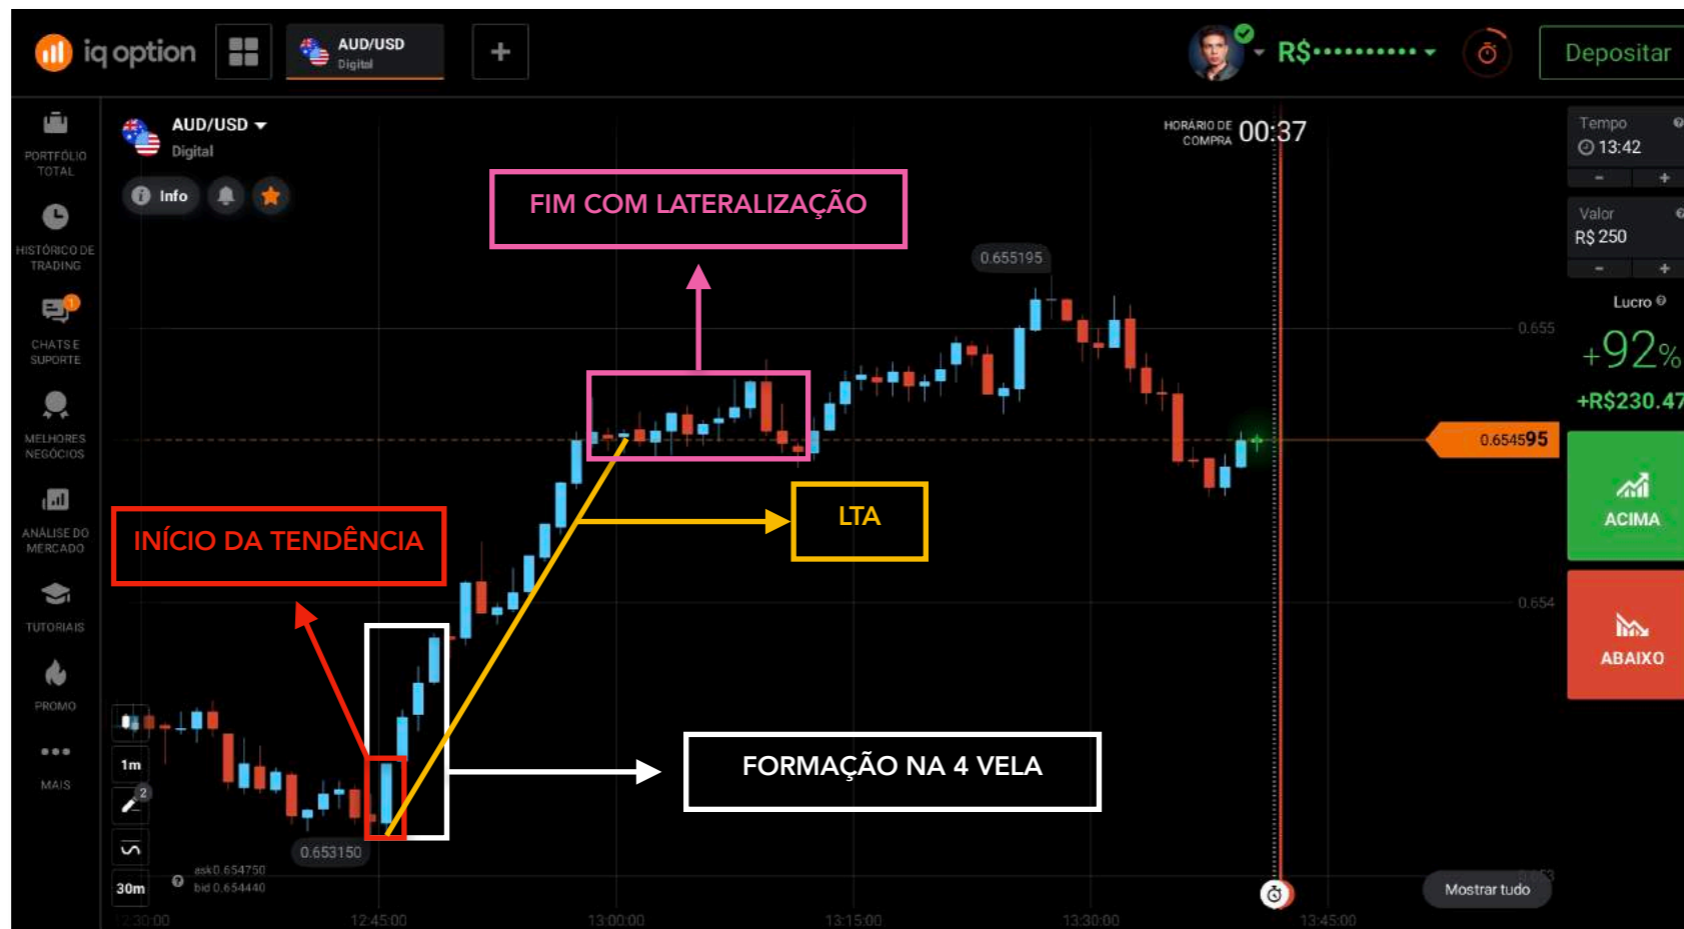 iq option
AUD/USD
Digital
+
R$••••••••••
Depositar
PORTFÓLIO
TOTAL
HISTÓRICO DE
TRADING
1
CHATS E
SUPORTE
MELHORES
NEGÓCIOS
ANÁLISE DO
MERCADO
TUTORIAIS
PROMO
MAIS
AUD/USD
Digital
Info
HORÁRIO DE
COMPRA
00:37
FIM COM LATERALIZAÇÃO
0.655195
0.655
0.654595
LTA
INÍCIO DA TENDÊNCIA
0.654
FORMAÇÃO NA 4 VELA
1m
2
30m
0.653150
ask 0.654750
bid 0.654440
Mostrar tudo
12:30:00
12:45:00
13:00:00
13:15:00
13:30:00
13:45:00
Tempo
13:42
- +
Valor
R$ 250
- +
Lucro
+92%
+R$230.47
ACIMA
ABAIXO